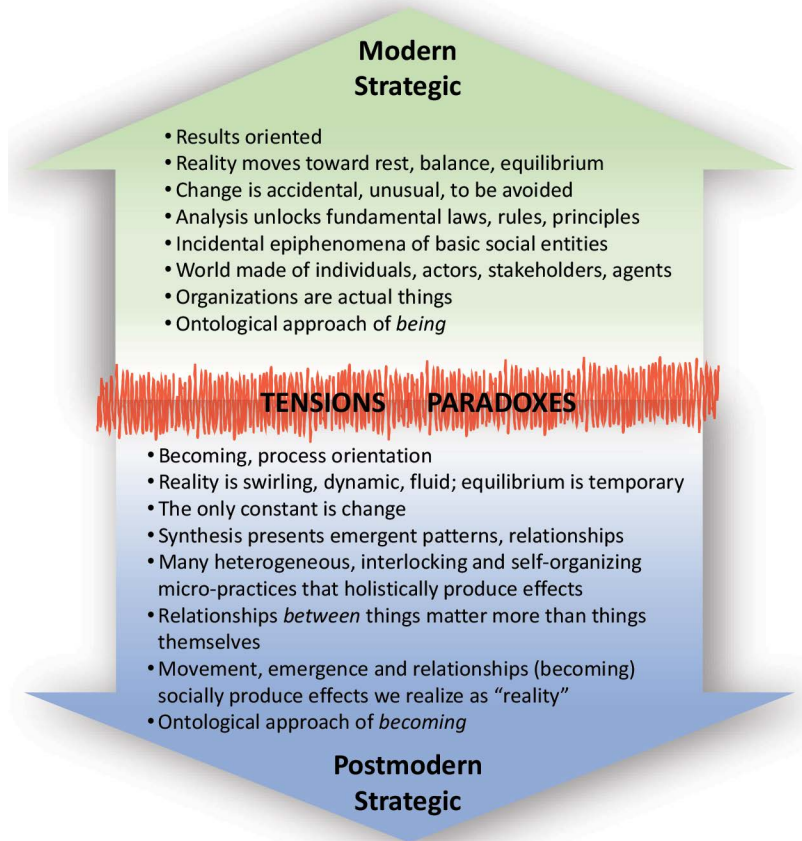 Modern
Strategic
• Results oriented
• Reality moves toward rest, balance, equilibrium
• Change is accidental, unusual, to be avoided
• Analysis unlocks fundamental laws, rules, principles
• Incidental epiphenomena of basic social entities
• World made of individuals, actors, stakeholders, agents
• Organizations are actual things
• Ontological approach of being
TENSIONS PARADOXES
• Becoming, process orientation
• Reality is swirling, dynamic, fluid; equilibrium is temporary
• The only constant is change
• Synthesis presents emergent patterns, relationships
• Many heterogeneous, interlocking and self-organizing
micro-practices that holistically produce effects
• Relationships between things matter more than things
themselves
• Movement, emergence and relationships (becoming)
socially produce effects we realize as “reality”
• Ontological approach of becoming
Postmodern
Strategic